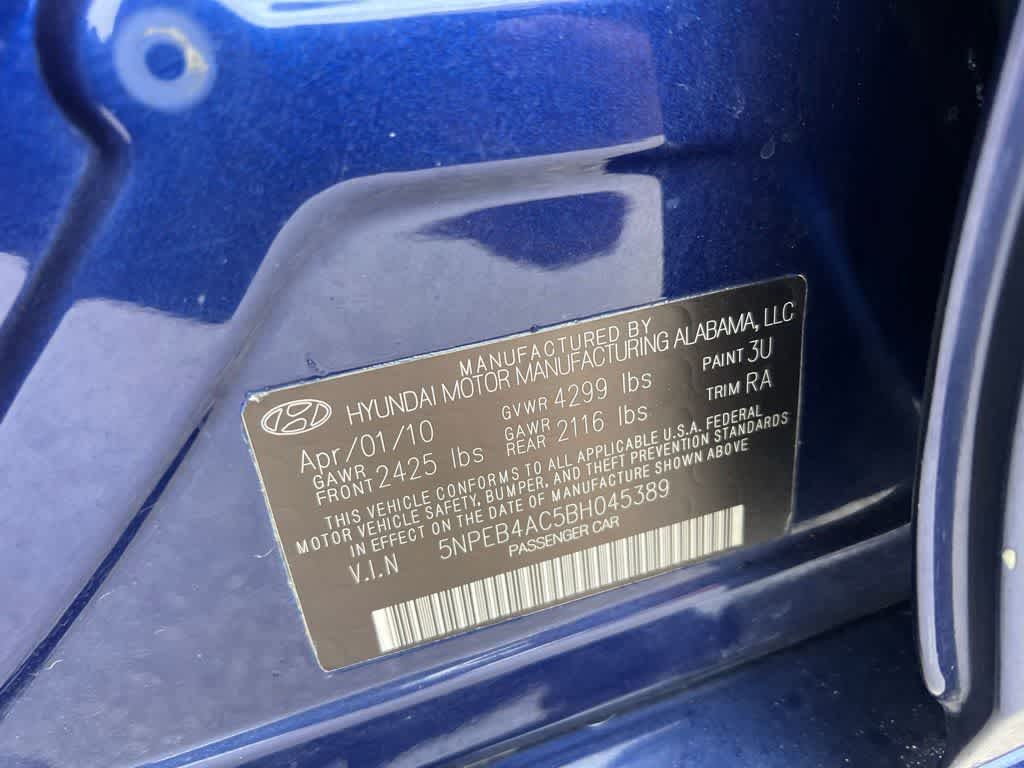 MANUFACTURED BY
HYUNDAI MOTOR MANUFACTURING ALABAMA, LLC
Apr/01/10 GVWR 4299 lbs PAINT 3U
GAWR FRONT 2425 lbs GAWR REAR 2116 lbs TRIM RA
THIS VEHICLE CONFORMS TO ALL APPLICABLE U.S.A. FEDERAL
MOTOR VEHICLE SAFETY, BUMPER, AND THEFT PREVENTION STANDARDS
IN EFFECT ON THE DATE OF MANUFACTURE SHOWN ABOVE
V.I.N 5NPEB4AC5BH045389
PASSENGER CAR